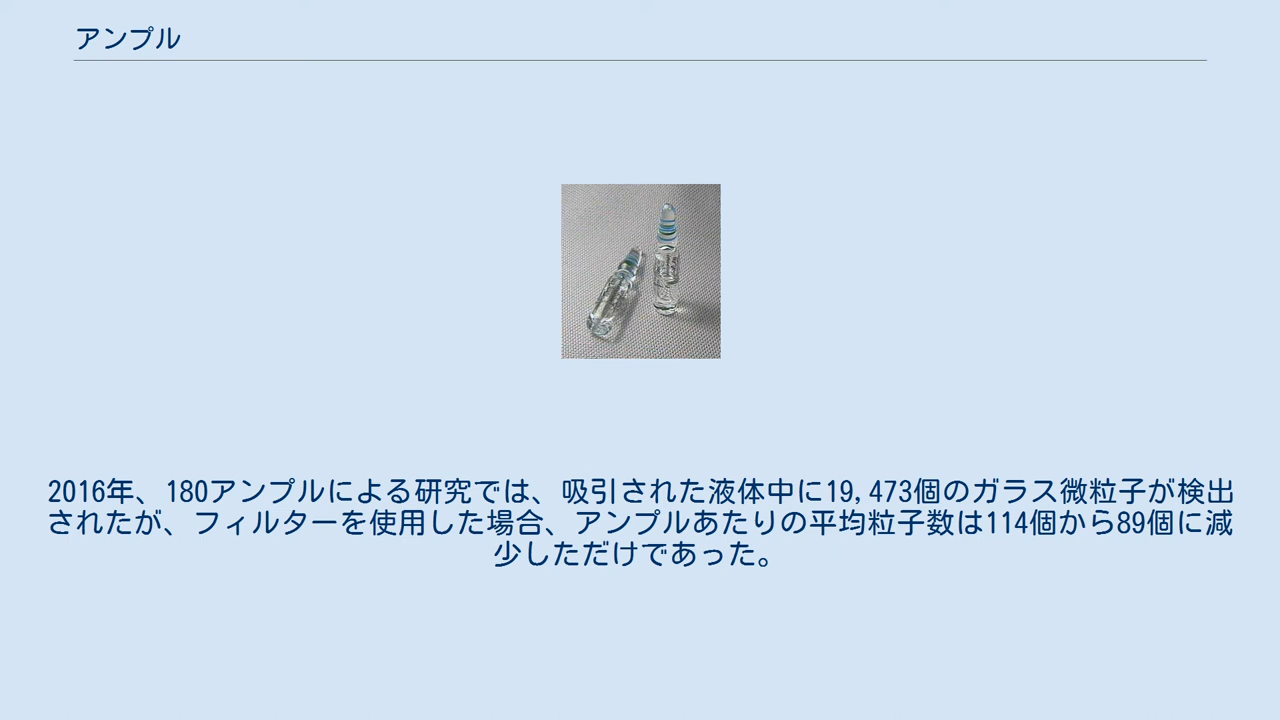 アンプル
2016年、180アンプルによる研究では、吸引された液体中に19,473個のガラス微粒子が検出
されたが、フィルターを使用した場合、アンプルあたりの平均粒子数は114個から89個に減
少しただけであった。